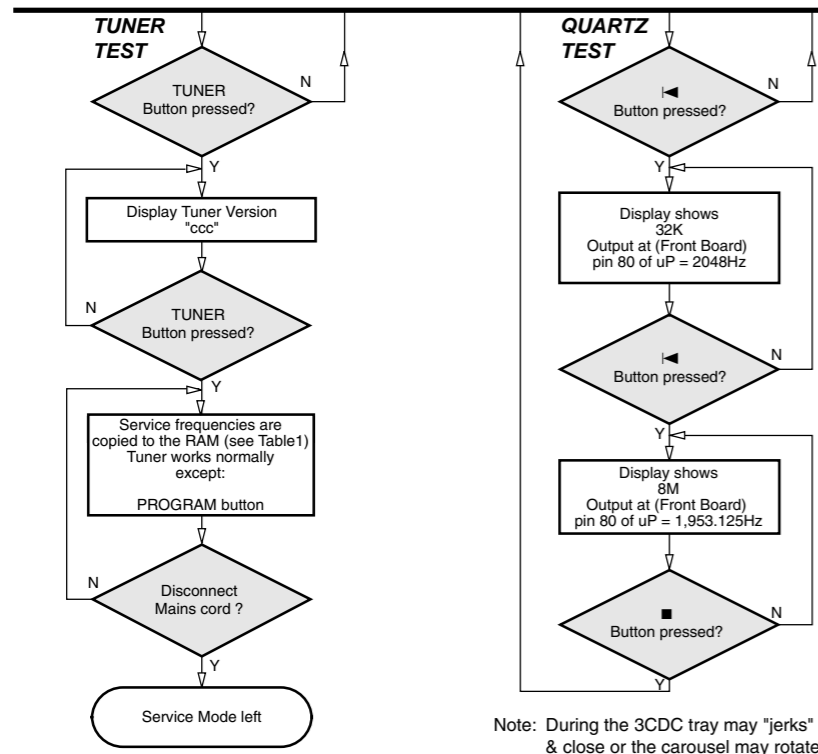 TUNER
TEST
TUNER
Button pressed?
N
Y
Display Tuner Version
"ccc"
TUNER
Button pressed?
N
Y
Service frequencies are
copied to the RAM (see Table1)
Tuner works normally
except:
PROGRAM button
Disconnect
Mains cord ?
N
Y
Service Mode left
QUARTZ
TEST
Button pressed?
N
Y
Display shows
32K
Output at (Front Board)
pin 80 of uP = 2048Hz
Button pressed?
N
Y
Display shows
8M
Output at (Front Board)
pin 80 of uP = 1,953.125Hz
■
Button pressed?
N
Y
Note: During the 3CDC tray may "jerks"
& close or the carousel may rotate